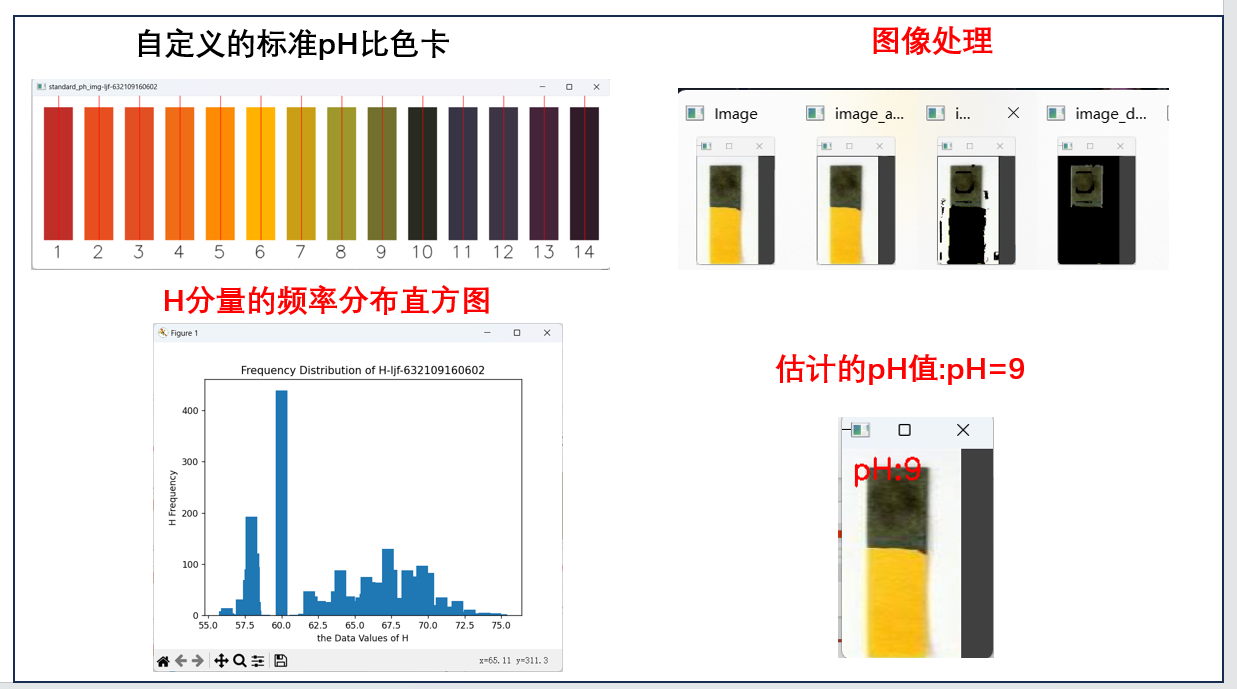 自定义的标准pH比色卡
standard_ph_img-ljf-632109160602
1 2 3 4 5 6 7 8 9 10 11 12 13 14
H分量的频率分布直方图
Figure 1
Frequency Distribution of H-ljf-632109160602
400
300
200
100
0
H Frequency
55.0 57.5 60.0 62.5 65.0 67.5 70.0 72.5 75.0
the Data Values of H
x=65.11 y=311.3
图像处理
Image image_a... i... image_d...
估计的pH值:pH=9
pH:9